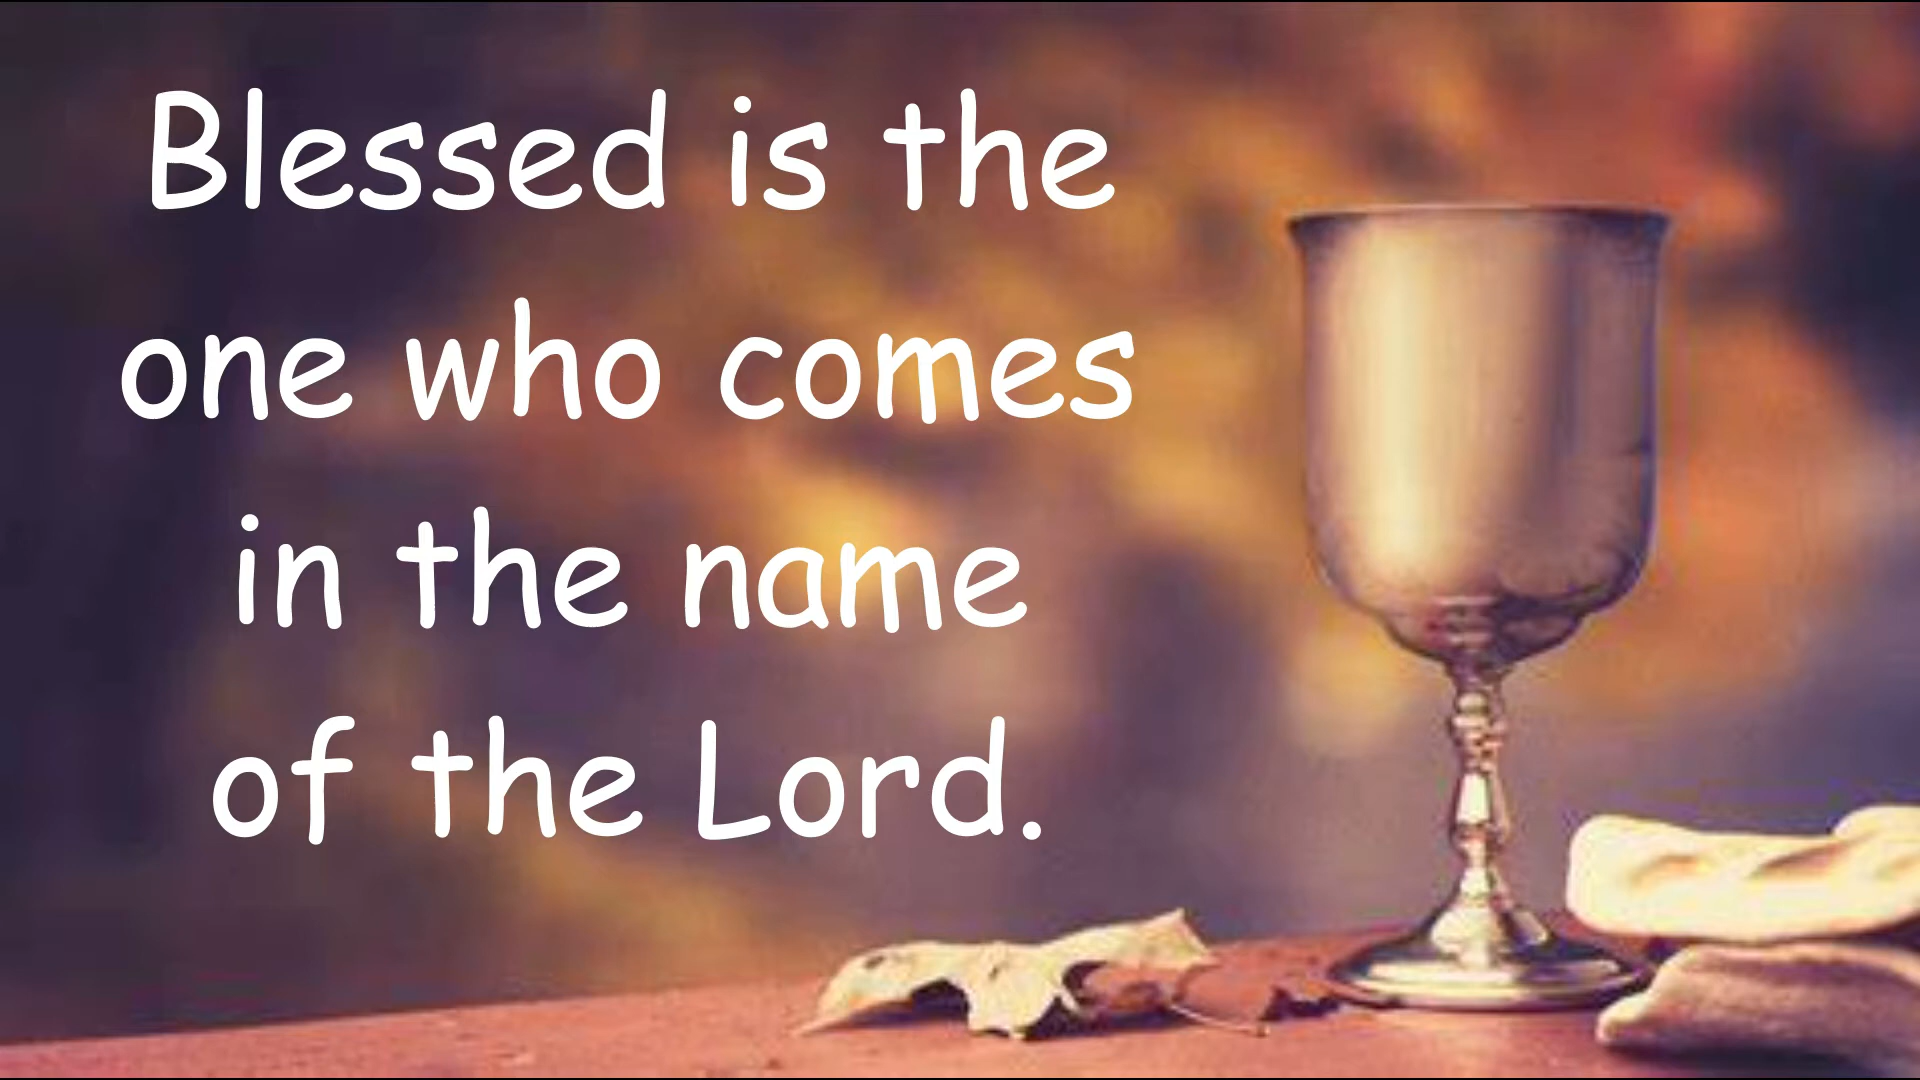 Blessed is the
one who comes
in the name
of the Lord.